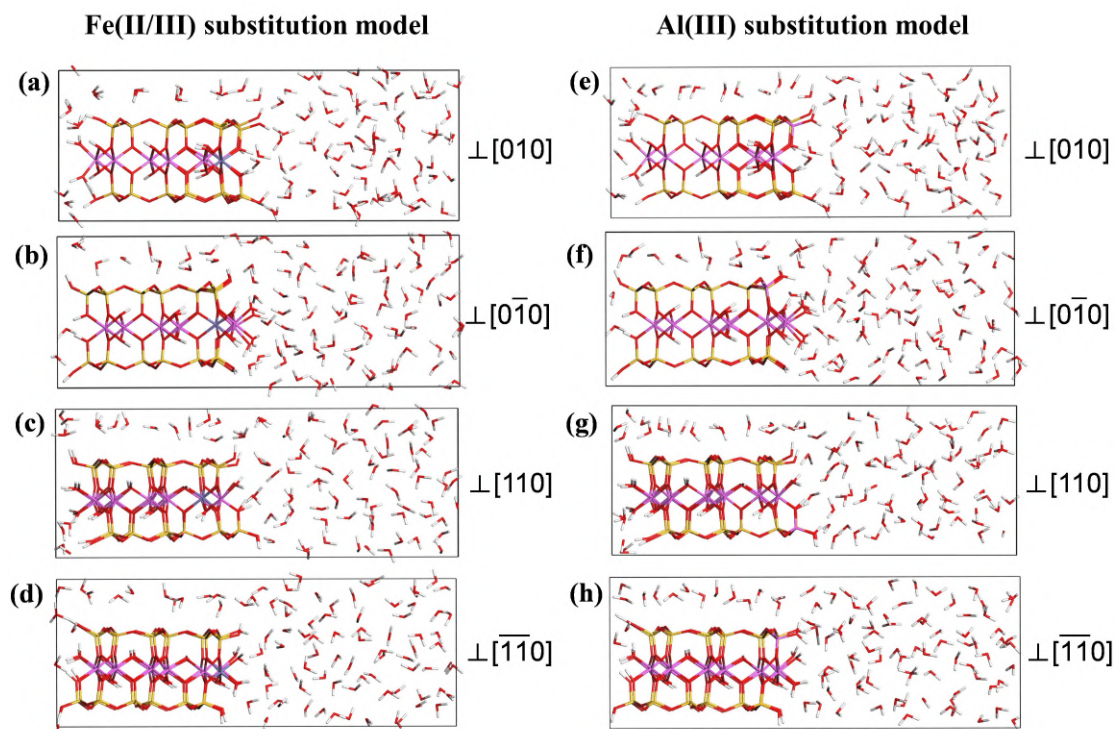 Fe(II/III) substitution model
Al(III) substitution model
(a)
⊥[010]
(e)
⊥[010]
(b)
⊥[01̅0]
(f)
⊥[01̅0]
(c)
⊥[110]
(g)
⊥[110]
(d)
⊥[1̅1̅0]
(h)
⊥[1̅1̅0]